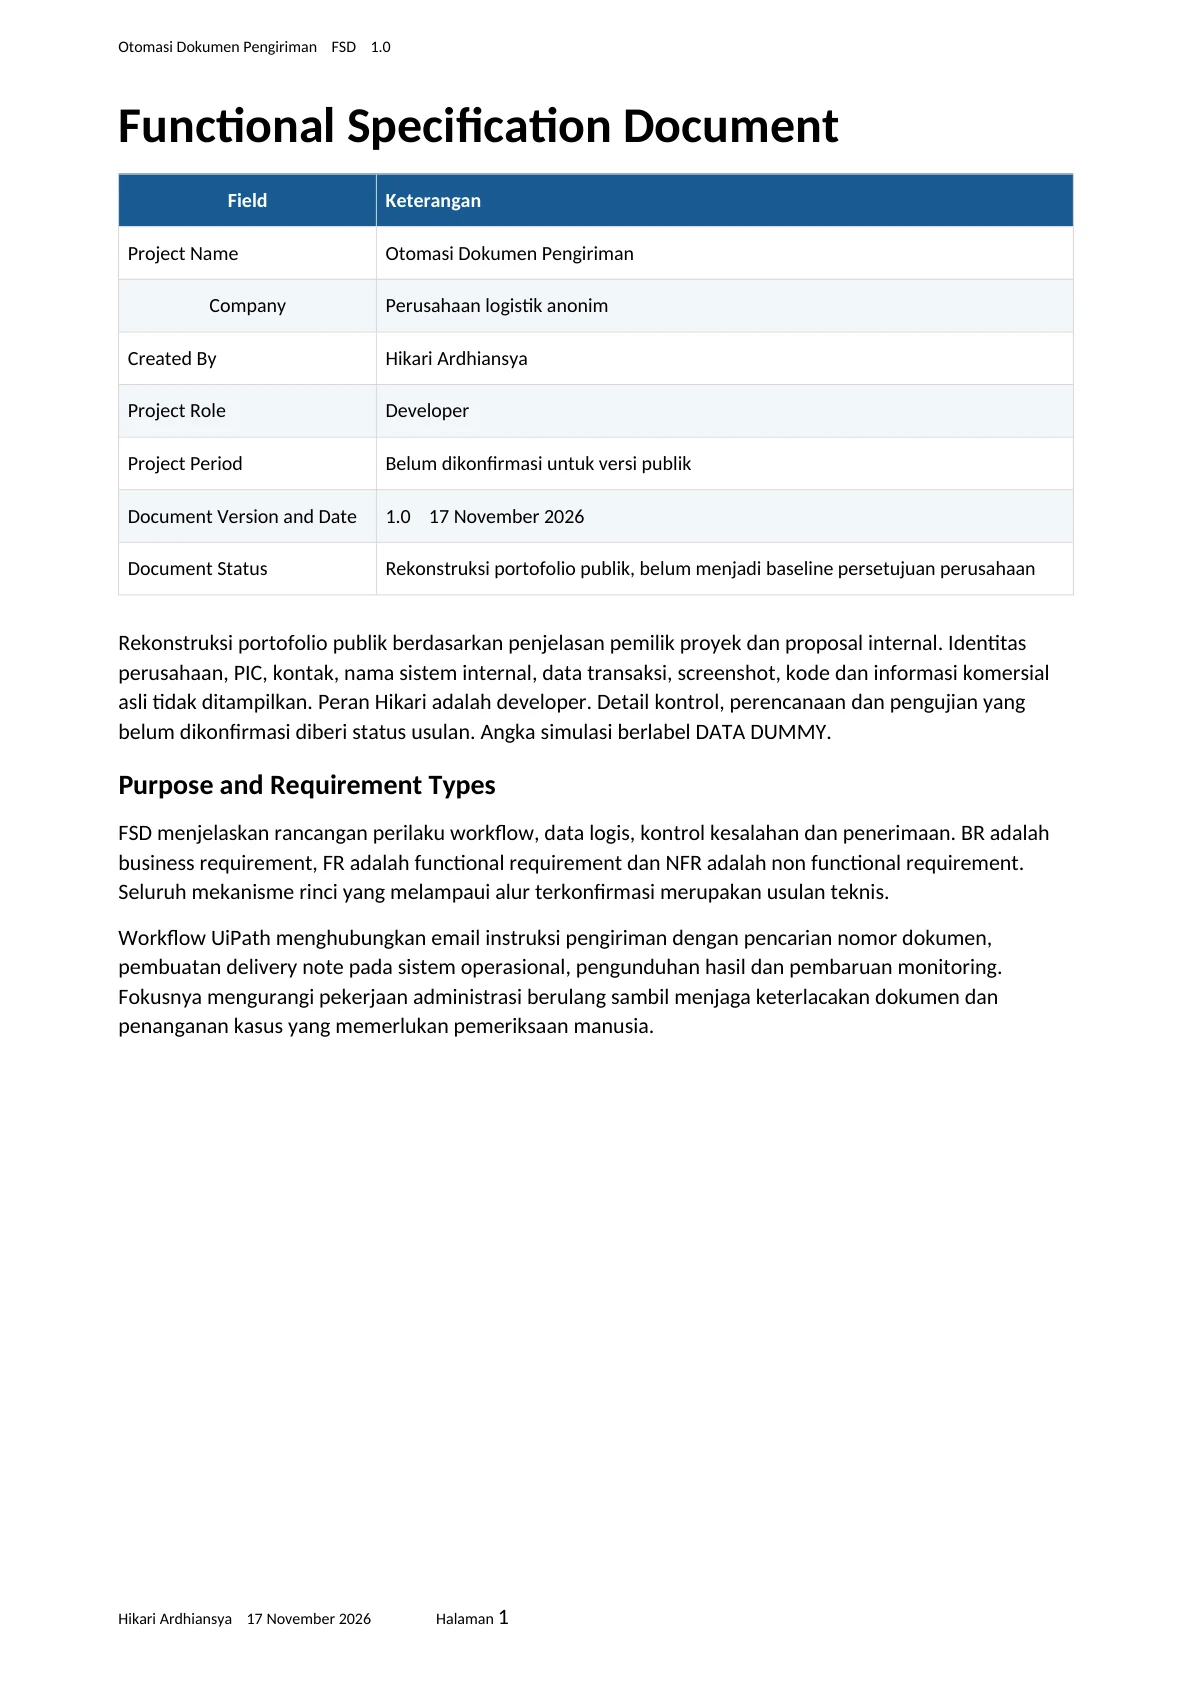 Otomasi Dokumen Pengiriman FSD 1.0
Functional Specification Document
Field Keterangan
Project Name Otomasi Dokumen Pengiriman
Company Perusahaan logistik anonim
Created By Hikari Ardhiansya
Project Role Developer
Project Period Belum dikonfirmasi untuk versi publik
Document Version and Date 1.0 17 November 2026
Document Status Rekonstruksi portofolio publik, belum menjadi baseline persetujuan perusahaan
Rekonstruksi portofolio publik berdasarkan penjelasan pemilik proyek dan proposal internal. Identitas
perusahaan, PIC, kontak, nama sistem internal, data transaksi, screenshot, kode dan informasi komersial
asli tidak ditampilkan. Peran Hikari adalah developer. Detail kontrol, perencanaan dan pengujian yang
belum dikonfirmasi diberi status usulan. Angka simulasi berlabel DATA DUMMY.
Purpose and Requirement Types
FSD menjelaskan rancangan perilaku workflow, data logis, kontrol kesalahan dan penerimaan. BR adalah
business requirement, FR adalah functional requirement dan NFR adalah non functional requirement.
Seluruh mekanisme rinci yang melampaui alur terkonfirmasi merupakan usulan teknis.
Workflow UiPath menghubungkan email instruksi pengiriman dengan pencarian nomor dokumen,
pembuatan delivery note pada sistem operasional, pengunduhan hasil dan pembaruan monitoring.
Fokusnya mengurangi pekerjaan administrasi berulang sambil menjaga keterlacakan dokumen dan
penanganan kasus yang memerlukan pemeriksaan manusia.
Hikari Ardhiansya 17 November 2026 Halaman 1